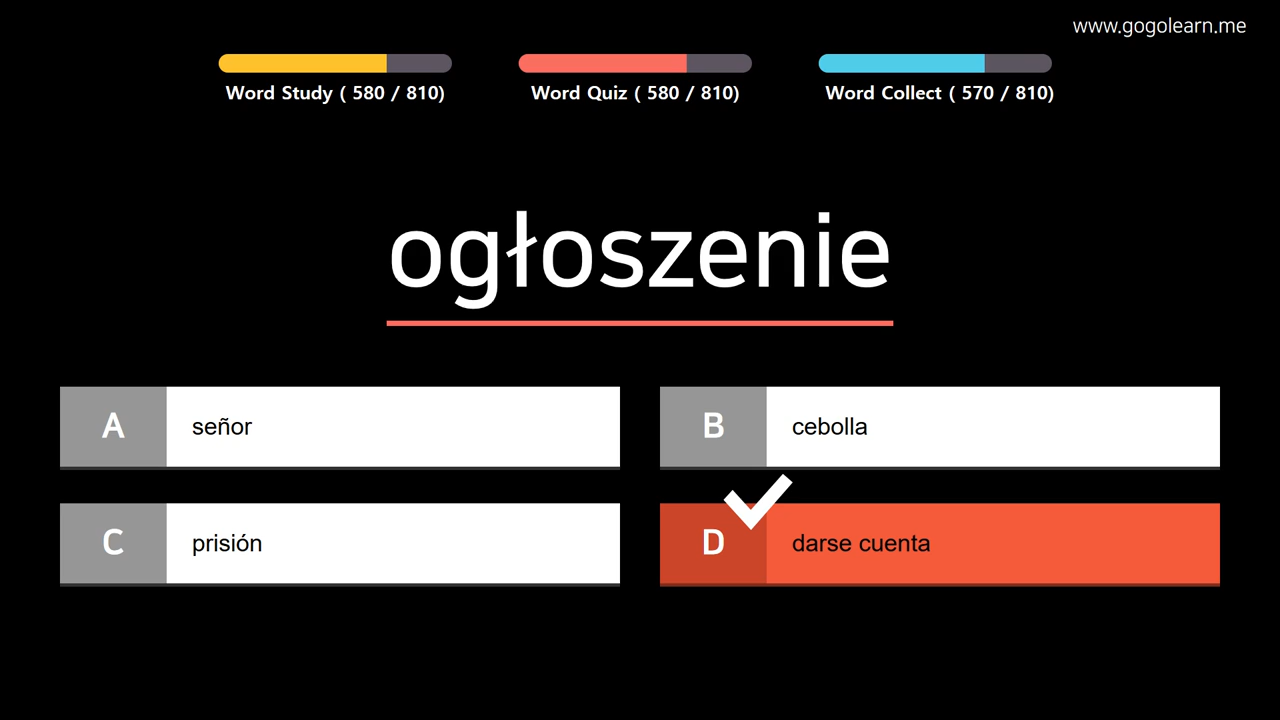 www.gogolearn.me
Word Study ( 580 / 810)
Word Quiz ( 580 / 810)
Word Collect ( 570 / 810)
ogłoszenie
A señor
B cebolla
C prisión
D darse cuenta